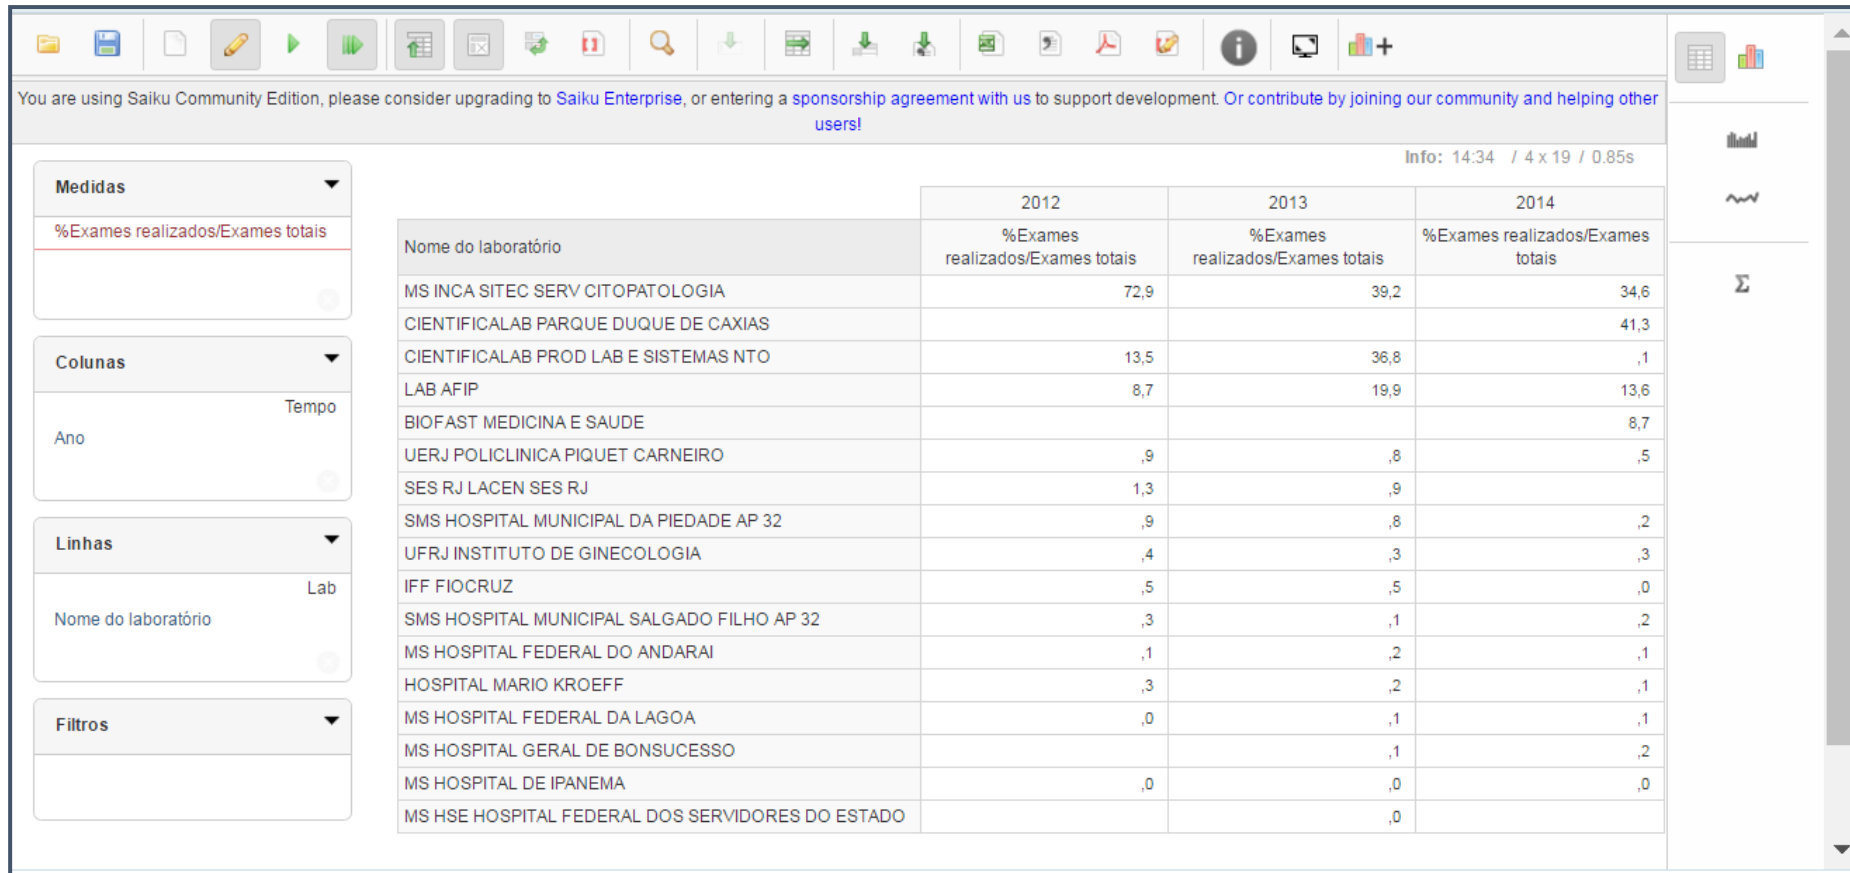 You are using Saiku Community Edition, please consider upgrading to Saiku Enterprise, or entering a sponsorship agreement with us to support development. Or contribute by joining our community and helping other
users!
Info: 14:34 / 4 x 19 / 0.85s
Medidas
%Exames realizados/Exames totais
Colunas
Tempo
Ano
Linhas
Lab
Nome do laboratório
Filtros
2012 2013 2014
Nome do laboratório %Exames realizados/Exames totais %Exames realizados/Exames totais %Exames realizados/Exames totais
MS INCA SITEC SERV CITOPATOLOGIA 72,9 39,2 34,6
CIENTIFICALAB PARQUE DUQUE DE CAXIAS 41,3
CIENTIFICALAB PROD LAB E SISTEMAS NTO 13,5 36,8 ,1
LAB AFIP 8,7 19,9 13,6
BIOFAST MEDICINA E SAUDE 8,7
UERJ POLICLINICA PIQUET CARNEIRO ,9 ,8 ,5
SES RJ LACEN SES RJ 1,3 ,9
SMS HOSPITAL MUNICIPAL DA PIEDADE AP 32 ,9 ,8 ,2
UFRJ INSTITUTO DE GINECOLOGIA ,4 ,3 ,3
IFF FIOCRUZ ,5 ,5 ,0
SMS HOSPITAL MUNICIPAL SALGADO FILHO AP 32 ,3 ,1 ,2
MS HOSPITAL FEDERAL DO ANDARAI ,1 ,2 ,1
HOSPITAL MARIO KROEFF ,3 ,2 ,1
MS HOSPITAL FEDERAL DA LAGOA ,0 ,1 ,1
MS HOSPITAL GERAL DE BONSUCESSO ,1 ,2
MS HOSPITAL DE IPANEMA ,0 ,0 ,0
MS HSE HOSPITAL FEDERAL DOS SERVIDORES DO ESTADO ,0